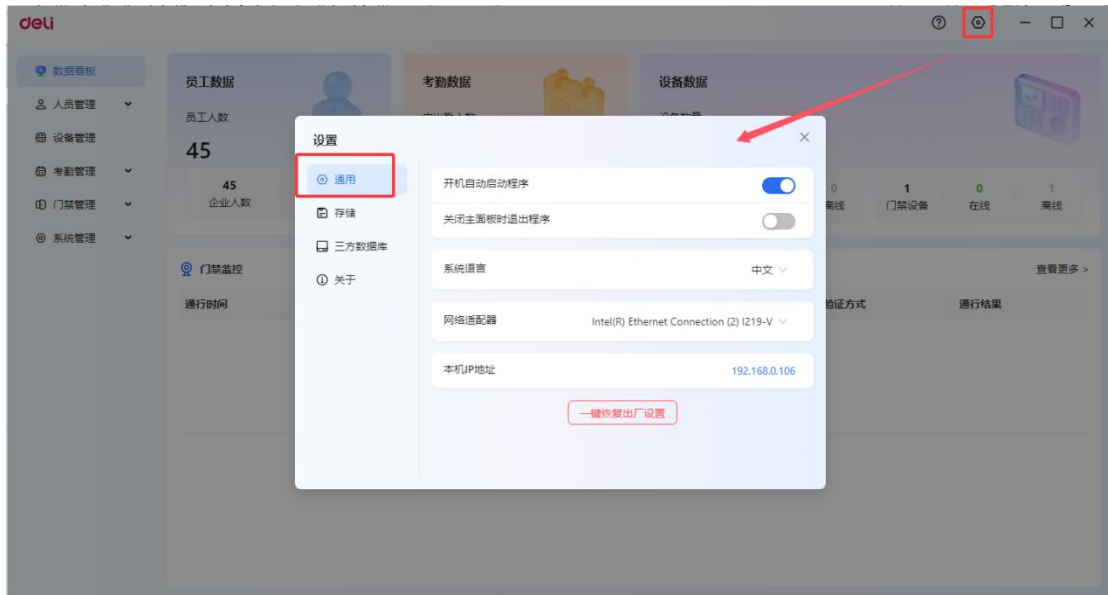 deli
数据看板
人员管理
设备管理
考勤管理
门禁管理
系统管理
员工数据
员工人数
45
45
企业人数
考勤数据
设备数据
离线
1
门禁设备
0
在线
1
离线
门禁监控
查看更多 >
通行时间
验证方式
通行结果
设置
通用
存储
三方数据库
关于
开机自动启动程序
关闭主面板时退出程序
系统语言
中文
网络适配器
Intel(R) Ethernet Connection (2) I219-V
本机IP地址
192.168.0.106
一键恢复出厂设置